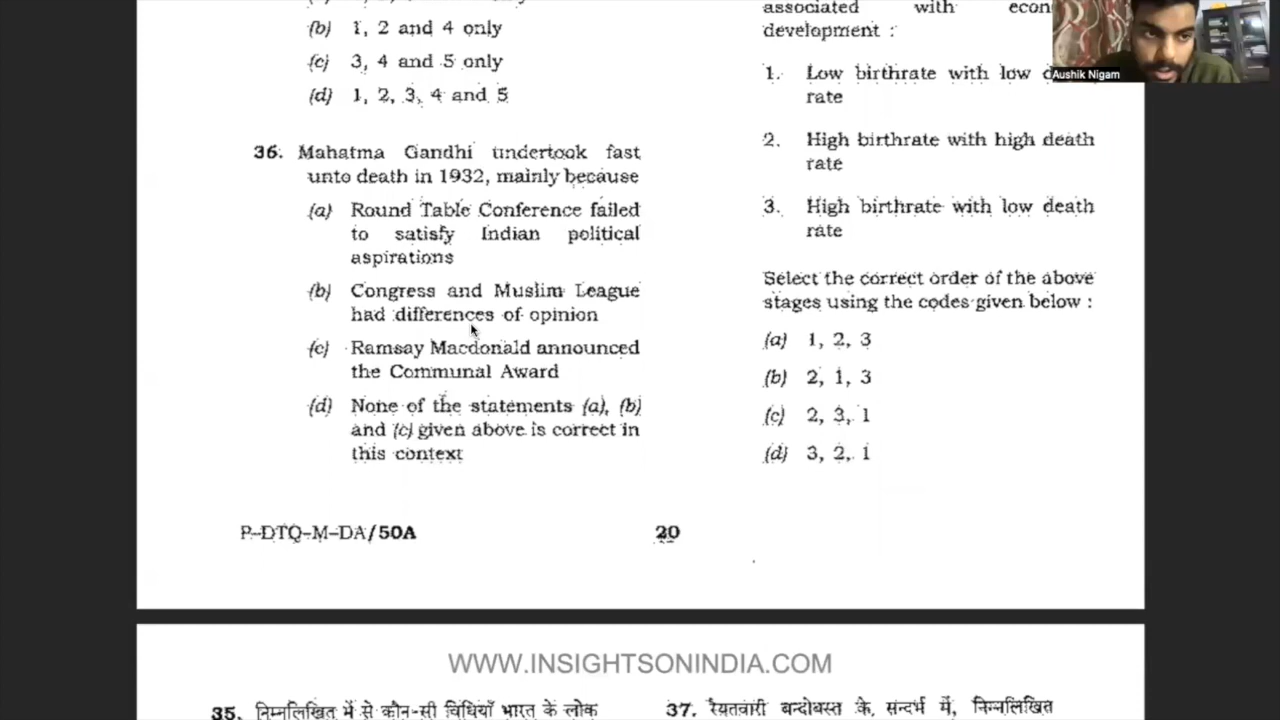 (b) 1, 2 and 4 only
(c) 3, 4 and 5 only
(d) 1, 2, 3, 4 and 5
36. Mahatma Gandhi undertook fast
unto death in 1932, mainly because
(a) Round Table Conference failed
to satisfy Indian political
aspirations
(b) Congress and Muslim League
had differences of opinion
(c) Ramsay Macdonald announced
the Communal Award
(d) None of the statements (a), (b)
and (c) given above is correct in
this context
associated with
development :
1. Low birthrate with low
rate
2. High birthrate with high death
rate
3. High birthrate with low death
rate
Select the correct order of the above
stages using the codes given below :
(a) 1, 2, 3
(b) 2, 1, 3
(c) 2, 3, 1
(d) 3, 2, 1
Aushik Nigam
P-DTQ-M-DA/50A
20
WWW.INSIGHTSONINDIA.COM
35. निम्नलिखित में से कौन-सी विधियाँ भारत के लोक
37. रैयतवारी बन्दोबस्त के संदर्भ में, निम्नलिखित